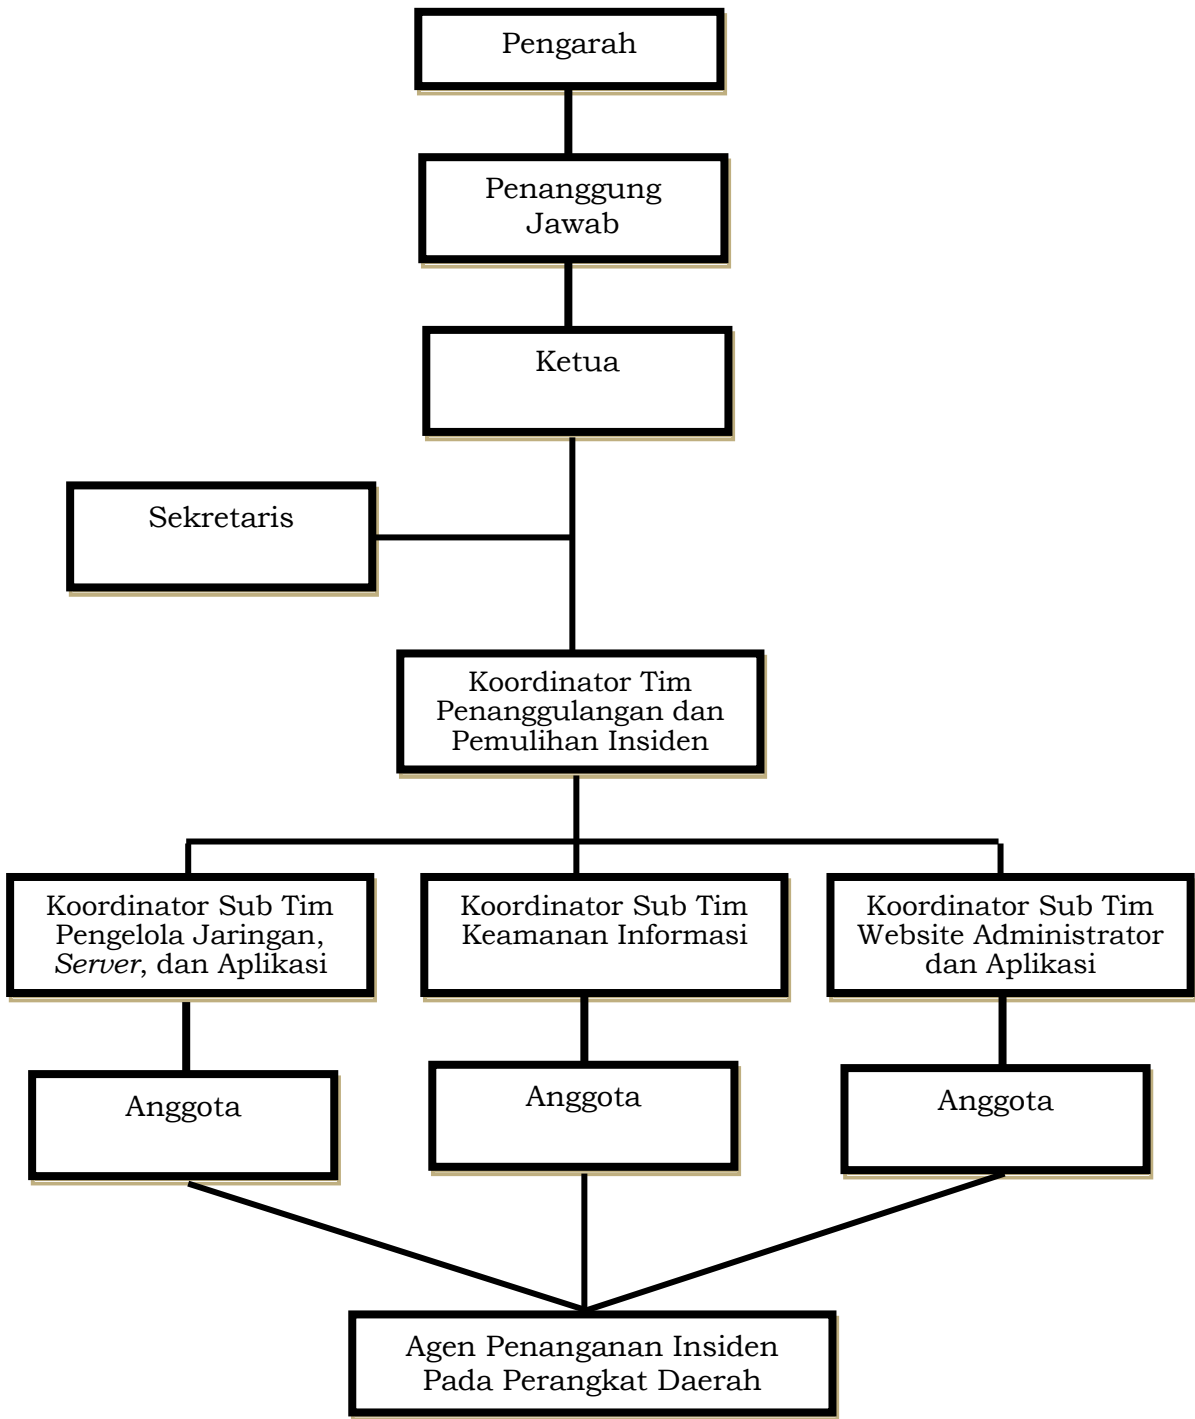 Pengarah
Penanggung
Jawab
Ketua
Sekretaris
Koordinator Tim
Penanggulangan dan
Pemulihan Insiden
Koordinator Sub Tim
Pengelola Jaringan,
Server, dan Aplikasi
Koordinator Sub Tim
Keamanan Informasi
Koordinator Sub Tim
Website Administrator
dan Aplikasi
Anggota
Anggota
Anggota
Agen Penanganan Insiden
Pada Perangkat Daerah